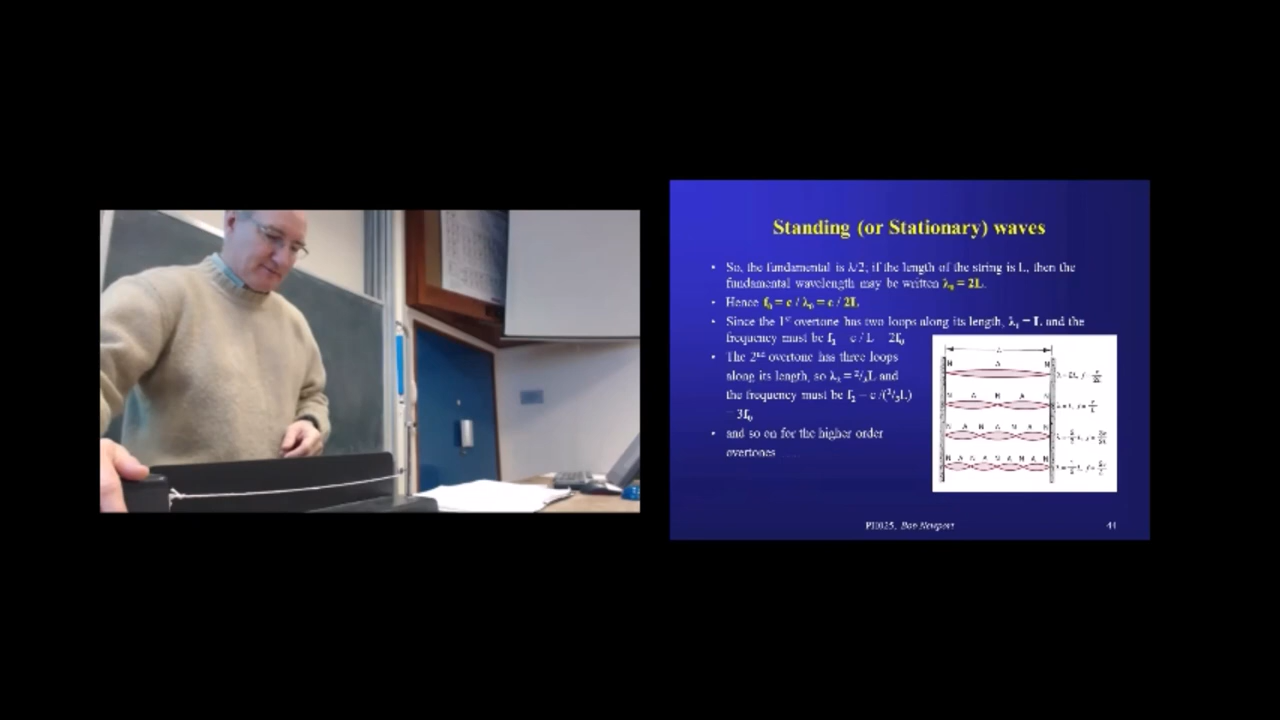 Standing (or Stationary) waves
• So, the fundamental is λ/2; if the length of the string is L, then the
fundamental wavelength may be written λ₀ = 2L.
• Hence f₀ = c / λ₀ = c / 2L
• Since the 1st overtone has two loops along its length, λ₁ = L and the
frequency must be f₁ = c / L = 2f₀
• The 2nd overtone has three loops
along its length, so λ₂ = ²/₃L and
the frequency must be f₂ = c /(²/₃L)
= 3f₀
• and so on for the higher order
overtones
L
N A N
N A N A N
N A N A N A N
N A N A N A N A N
Bob Newport
44